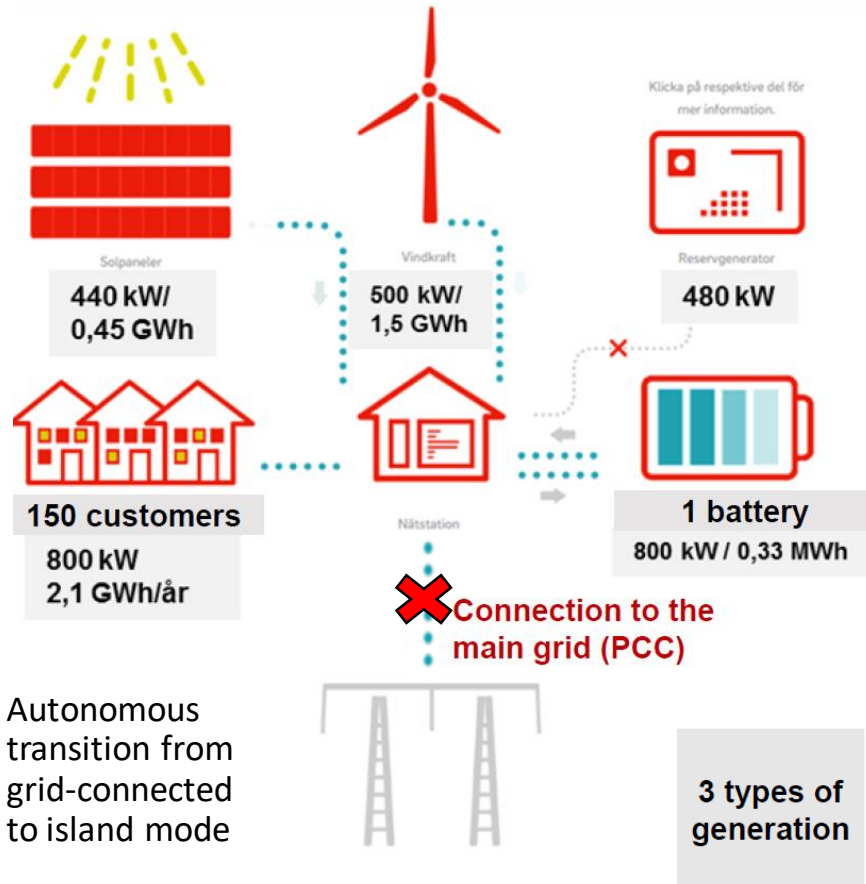 Klicka på respektive del för
mer information.
Solpaneler
440 kW/
0,45 GWh
Vindkraft
500 kW/
1,5 GWh
Reservgenerator
480 kW
150 customers
800 kW
2,1 GWh/år
Nätstation
1 battery
800 kW / 0,33 MWh
Connection to the
main grid (PCC)
Autonomous
transition from
grid-connected
to island mode
3 types of
generation